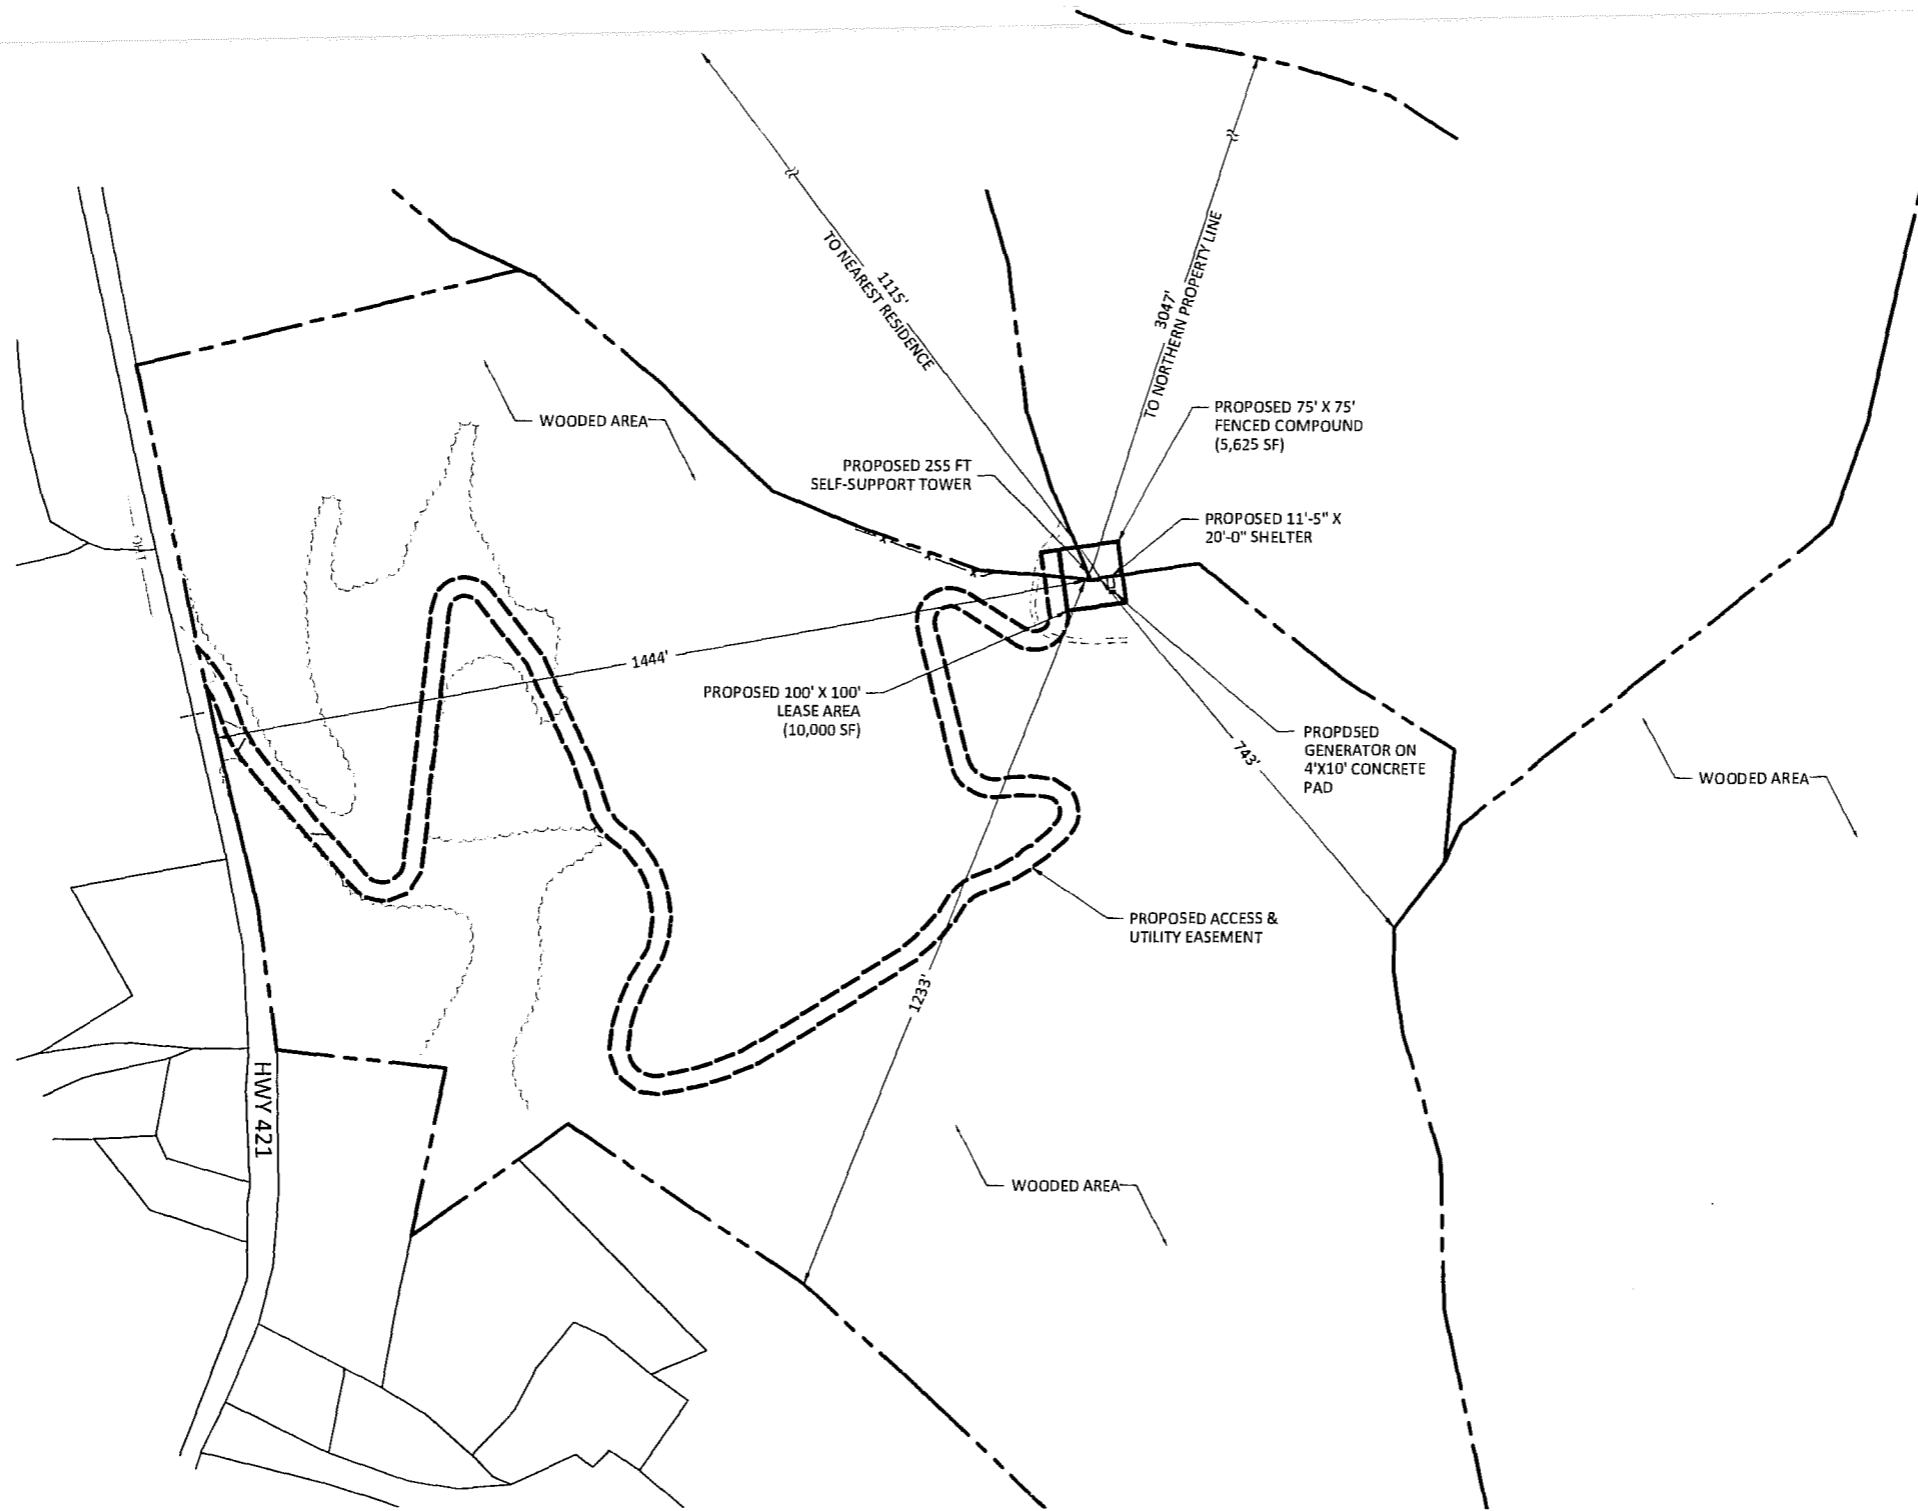 1115'
TO NEAREST RESIDENCE
3047'
TO NORTHERN PROPERTY LINE
PROPOSED 75' X 75'
FENCED COMPOUND
(5,625 SF)
WOODED AREA
PROPOSED 255 FT
SELF-SUPPORT TOWER
PROPOSED 11'-5" X
20'-0" SHELTER
1444'
PROPOSED 100' X 100'
LEASE AREA
(10,000 SF)
743'
PROPD5ED
GENERATOR ON
4'X10' CONCRETE
PAD
WOODED AREA
PROPOSED ACCESS &
UTILITY EASEMENT
1233'
HWY 421
WOODED AREA